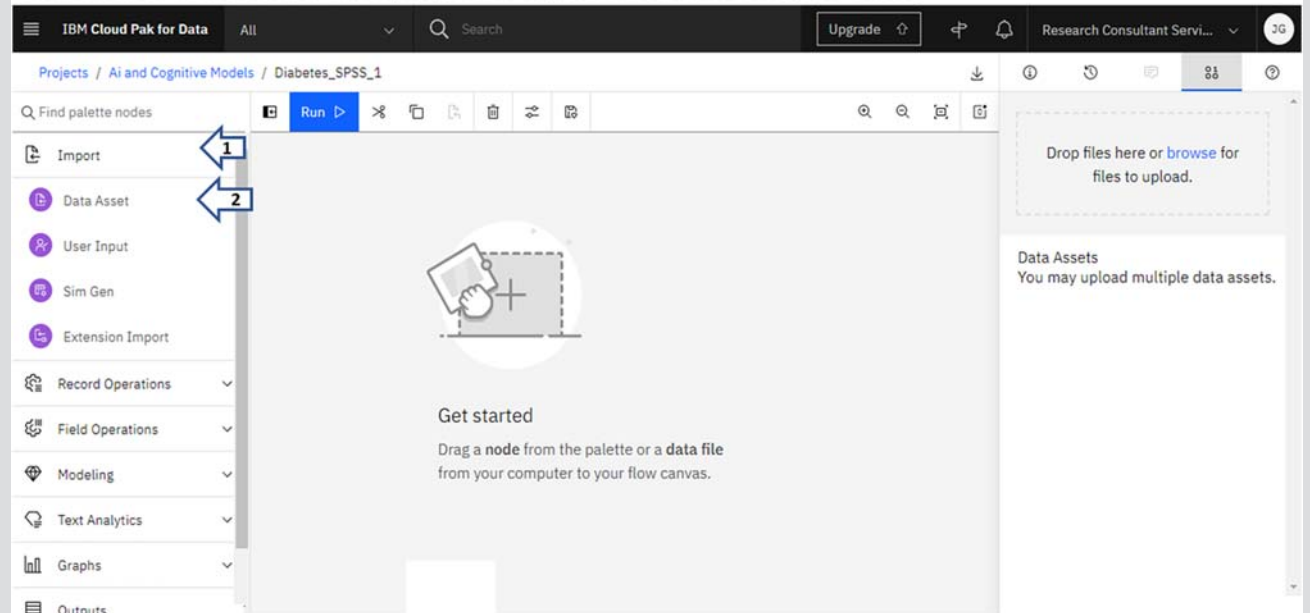 IBM Cloud Pak for Data All Search Upgrade Research Consultant Servi... JG
Projects / Ai and Cognitive Models / Diabetes_SPSS_1
Find palette nodes Run
Import 1
Data Asset 2
User Input
Sim Gen
Extension Import
Record Operations
Field Operations
Modeling
Text Analytics
Graphs
Outputs
Get started
Drag a node from the palette or a data file
from your computer to your flow canvas.
Drop files here or browse for
files to upload.
Data Assets
You may upload multiple data assets.